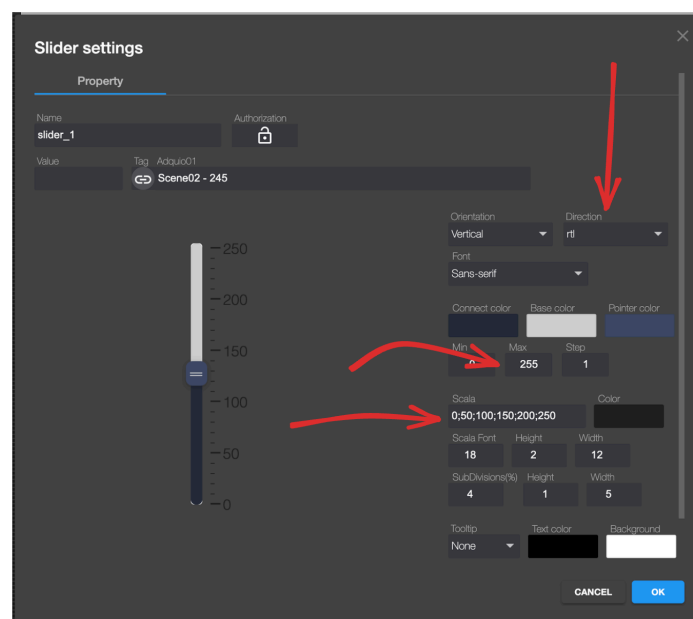 Slider settings
Property
Name
Authorization
slider_1
Value
Tag
Adquio01
Scene02 - 245
Orientation
Direction
Vertical
rtl
Font
Sans-serif
Connect color
Base color
Pointer color
Min
Max
Step
0
255
1
Scala
Color
0;50;100;150;200;250
Scala Font
Height
Width
18
2
12
SubDivisions(%)
Height
Width
4
1
5
Tooltip
Text color
Background
None
250
200
150
100
50
0
CANCEL
OK